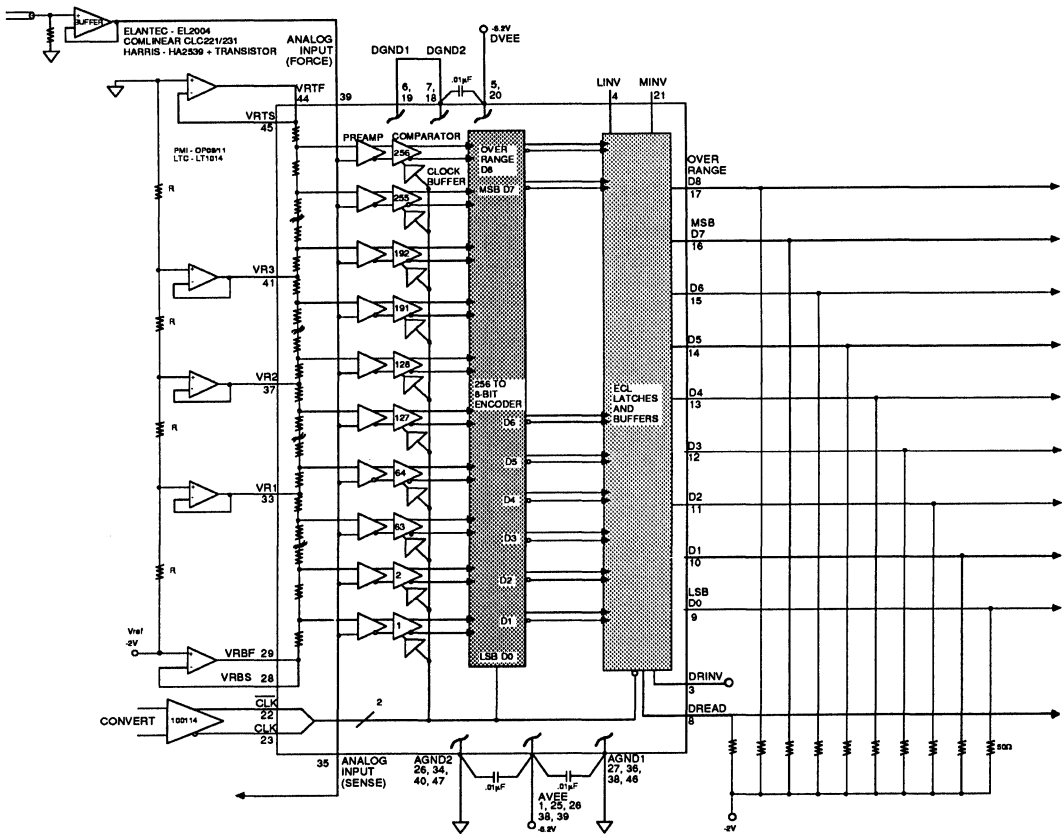 BUFFER
ELANTEC - EL2004
COMLINEAR CLC221/231
HARRIS - HA2539 + TRANSISTOR
ANALOG
INPUT
(FORCE)
39
DGND1
6,
19
DGND2
7,
18
.01µF
-5.2V
DVEE
5,
20
LINV
4
MINV
21
VRTF
44
VRTS
45
PMI - OP08/11
LTC - LT1014
R
VR3
41
R
VR2
37
R
VR1
33
R
Vref
-2V
VRBF 29
VRBS 28
CONVERT
100114
CLK
22
CLK
23
2
PREAMP
COMPARATOR
256
CLOCK
BUFFER
255
192
191
128
127
64
63
2
1
OVER
RANGE
D8
MSB D7
256 TO
8-BIT
ENCODER
D6
D5
D4
D3
D2
D1
LSB D0
ECL
LATCHES
AND
BUFFERS
OVER
RANGE
D8
17
MSB
D7
16
D6
15
D5
14
D4
13
D3
12
D2
11
D1
10
LSB
D0
9
DRINV
3
DREAD
8
50Ω
-2V
35
ANALOG
INPUT
(SENSE)
AGND2
26, 34,
40, 47
.01µF
AVEE
1, 25, 26
38, 39
-5.2V
.01µF
AGND1
27, 36,
38, 46